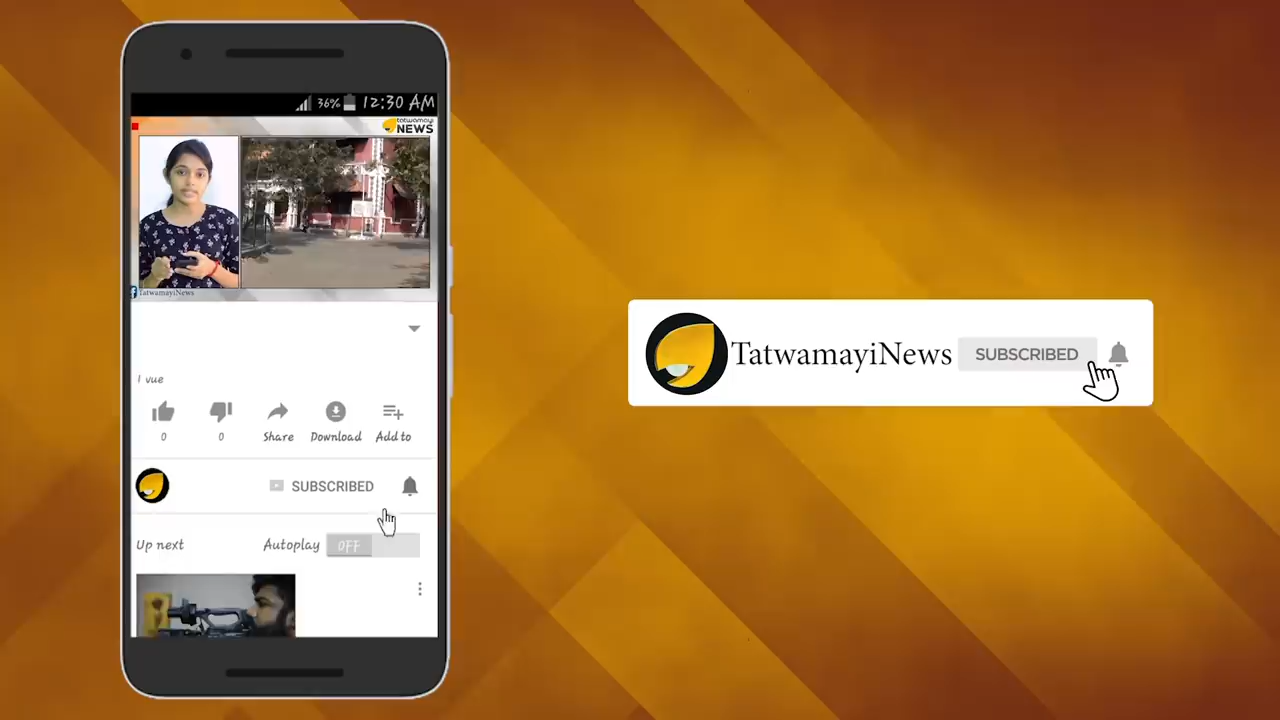 36% 12:30 AM
tatwamayi
NEWS
TatwamayiNews
1 vue
0 0 Share Download Add to
SUBSCRIBED
Up next Autoplay OFF
TatwamayiNews SUBSCRIBED